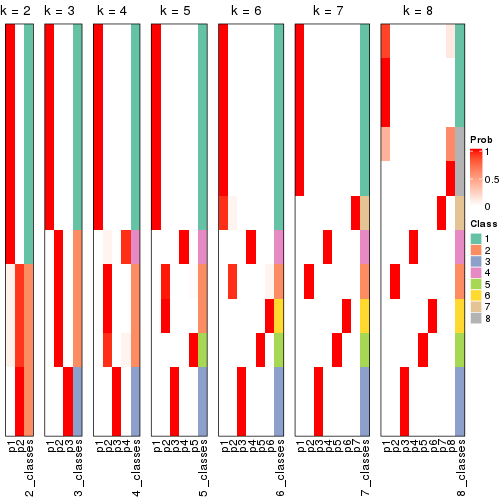 k = 2 k = 3 k = 4 k = 5 k = 6 k = 7 k = 8
Prob
1
0.5
0
Class
1
2
3
4
5
6
7
8
p1 p2 2_classes
p1 p2 p3 3_classes
p1 p2 p3 p4 4_classes
p1 p2 p3 p4 p5 5_classes
p1 p2 p3 p4 p5 p6 6_classes
p1 p2 p3 p4 p5 p6 p7 7_classes
p1 p2 p3 p4 p5 p6 p7 p8 8_classes